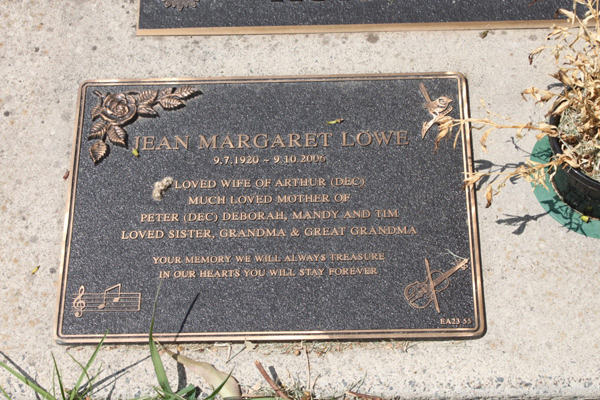 JEAN MARGARET LOWE
9.7.1920 ~ 9.10.2006
LOVED WIFE OF ARTHUR (DEC)
MUCH LOVED MOTHER OF
PETER (DEC) DEBORAH, MANDY AND TIM
LOVED SISTER, GRANDMA & GREAT GRANDMA
YOUR MEMORY WE WILL ALWAYS TREASURE
IN OUR HEARTS YOU WILL STAY FOREVER
EA23 55